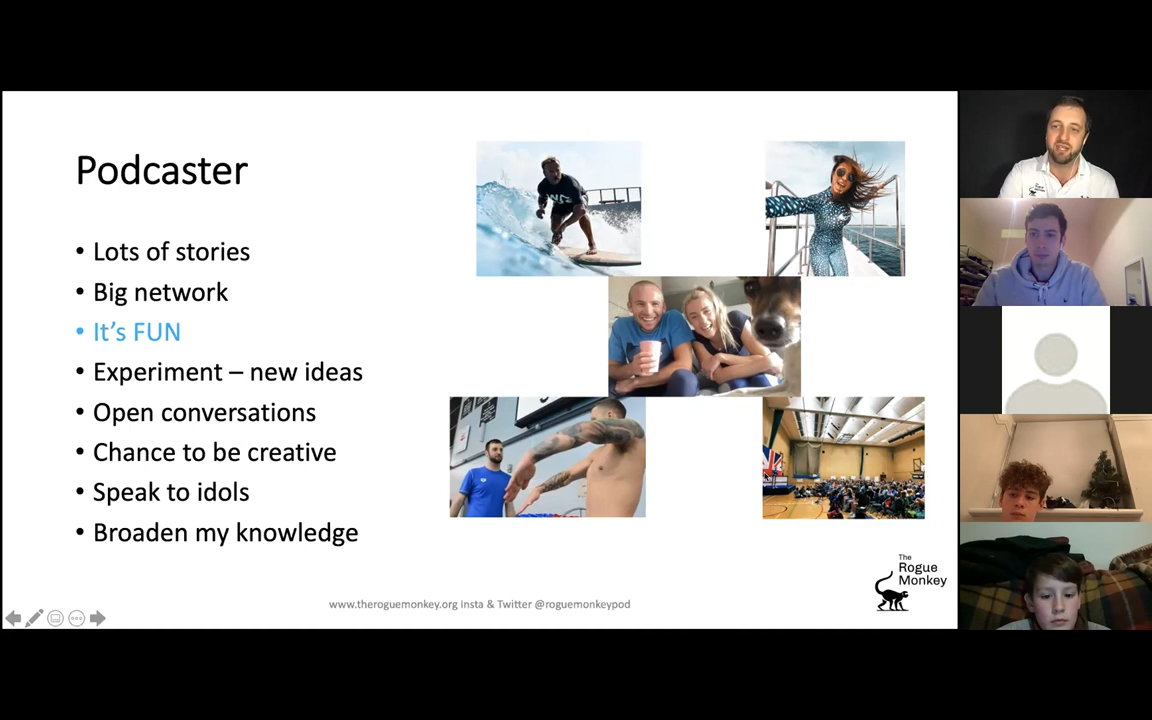 Podcaster
• Lots of stories
• Big network
• It’s FUN
• Experiment – new ideas
• Open conversations
• Chance to be creative
• Speak to idols
• Broaden my knowledge
www.theroguemonkey.org Insta & Twitter @roguemonkeypod
The
Rogue
Monkey